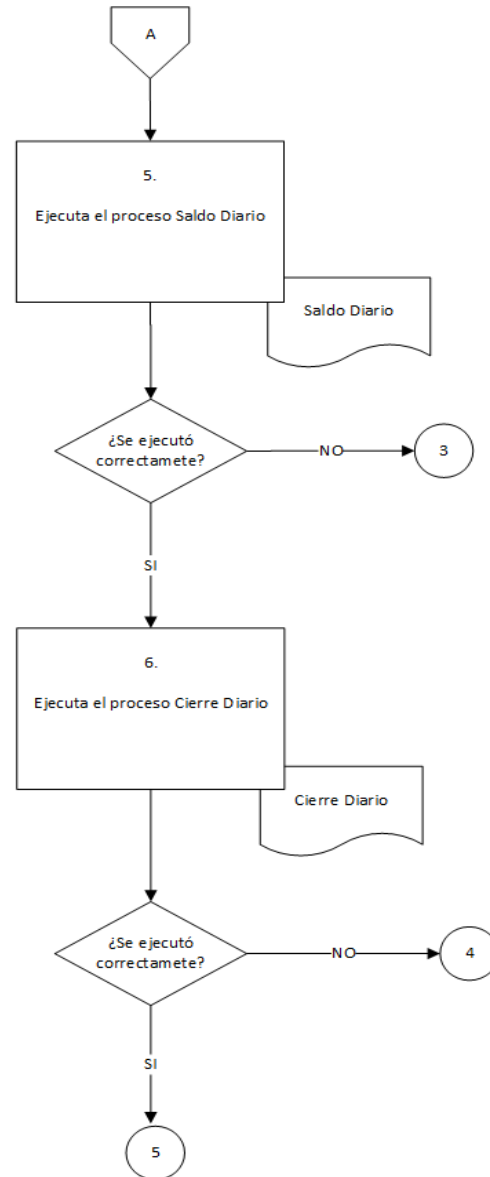 A
5.
Ejecuta el proceso Saldo Diario
Saldo Diario
¿Se ejecutó
correctamete?
NO
3
SI
6.
Ejecuta el proceso Cierre Diario
Cierre Diario
¿Se ejecutó
correctamete?
NO
4
SI
5